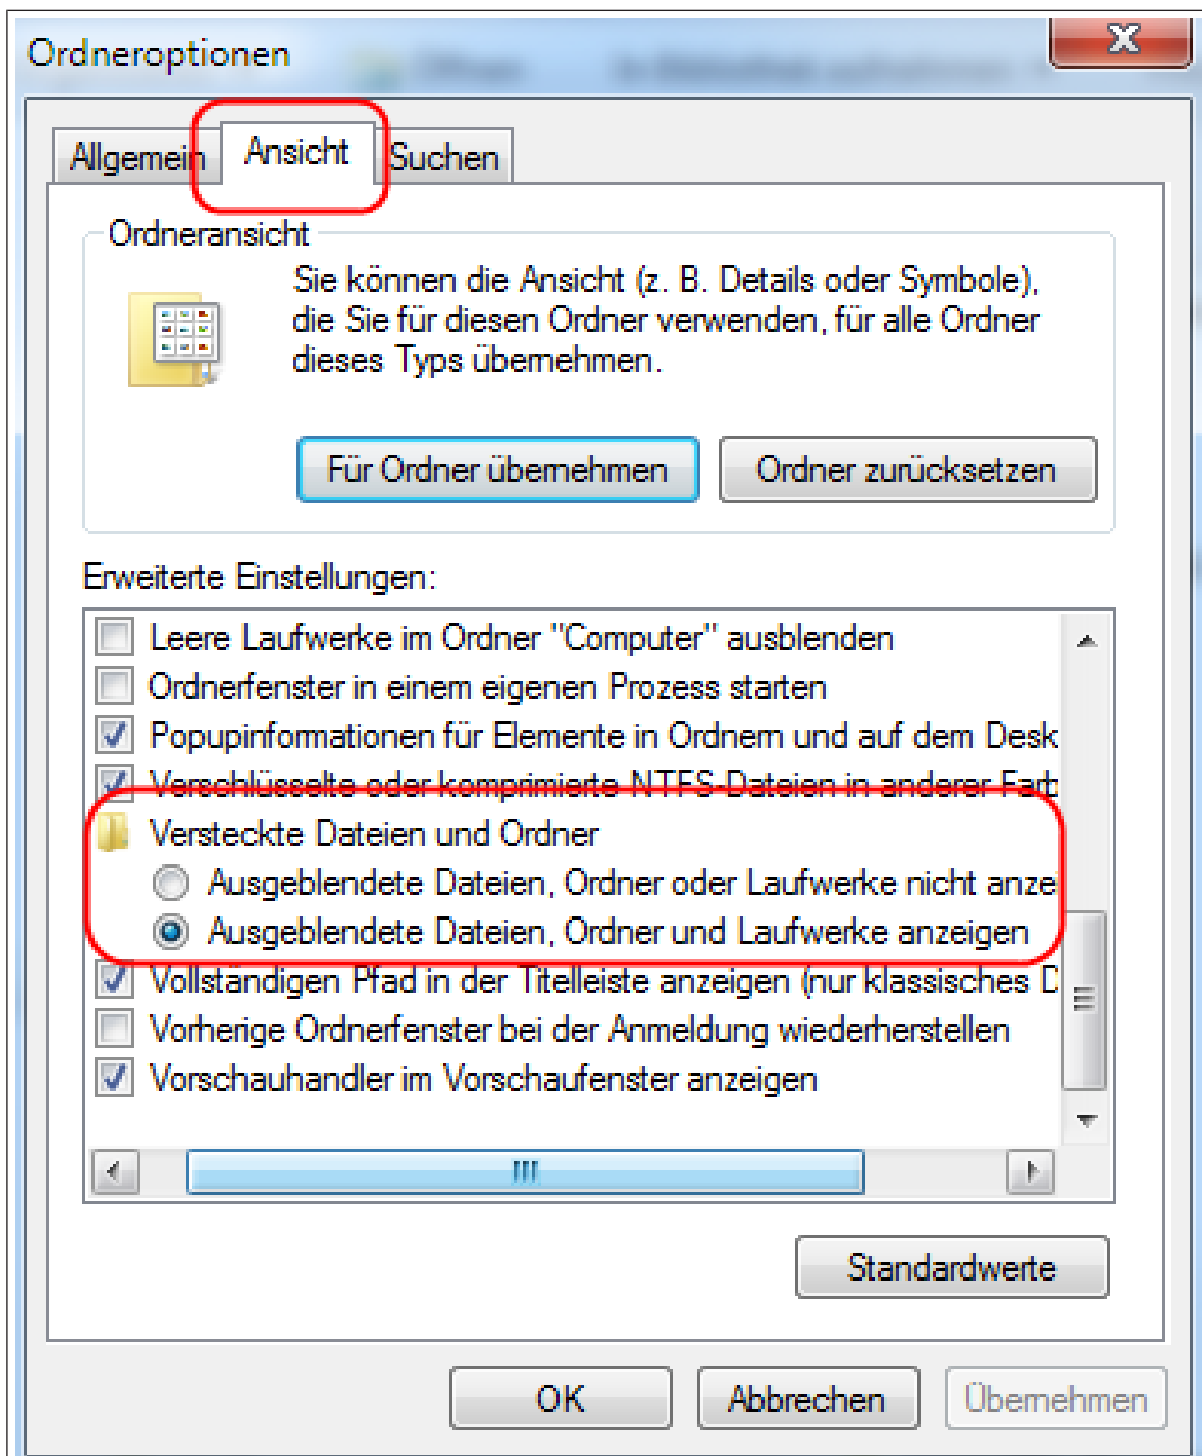 Ordneroptionen
Allgemein Ansicht Suchen
Ordneransicht
Sie können die Ansicht (z. B. Details oder Symbole),
die Sie für diesen Ordner verwenden, für alle Ordner
dieses Typs übernehmen.
Für Ordner übernehmen Ordner zurücksetzen
Erweiterte Einstellungen:
Leere Laufwerke im Ordner "Computer" ausblenden
Ordnerfenster in einem eigenen Prozess starten
Popupinformationen für Elemente in Ordnern und auf dem Desk
Verschlüsselte oder komprimierte NTFS-Dateien in anderer Farb
Versteckte Dateien und Ordner
Ausgeblendete Dateien, Ordner oder Laufwerke nicht anzei
Ausgeblendete Dateien, Ordner und Laufwerke anzeigen
Vollständigen Pfad in der Titelleiste anzeigen (nur klassisches D
Vorherige Ordnerfenster bei der Anmeldung wiederherstellen
Vorschauhandler im Vorschaufenster anzeigen
Standardwerte
OK Abbrechen Übernehmen